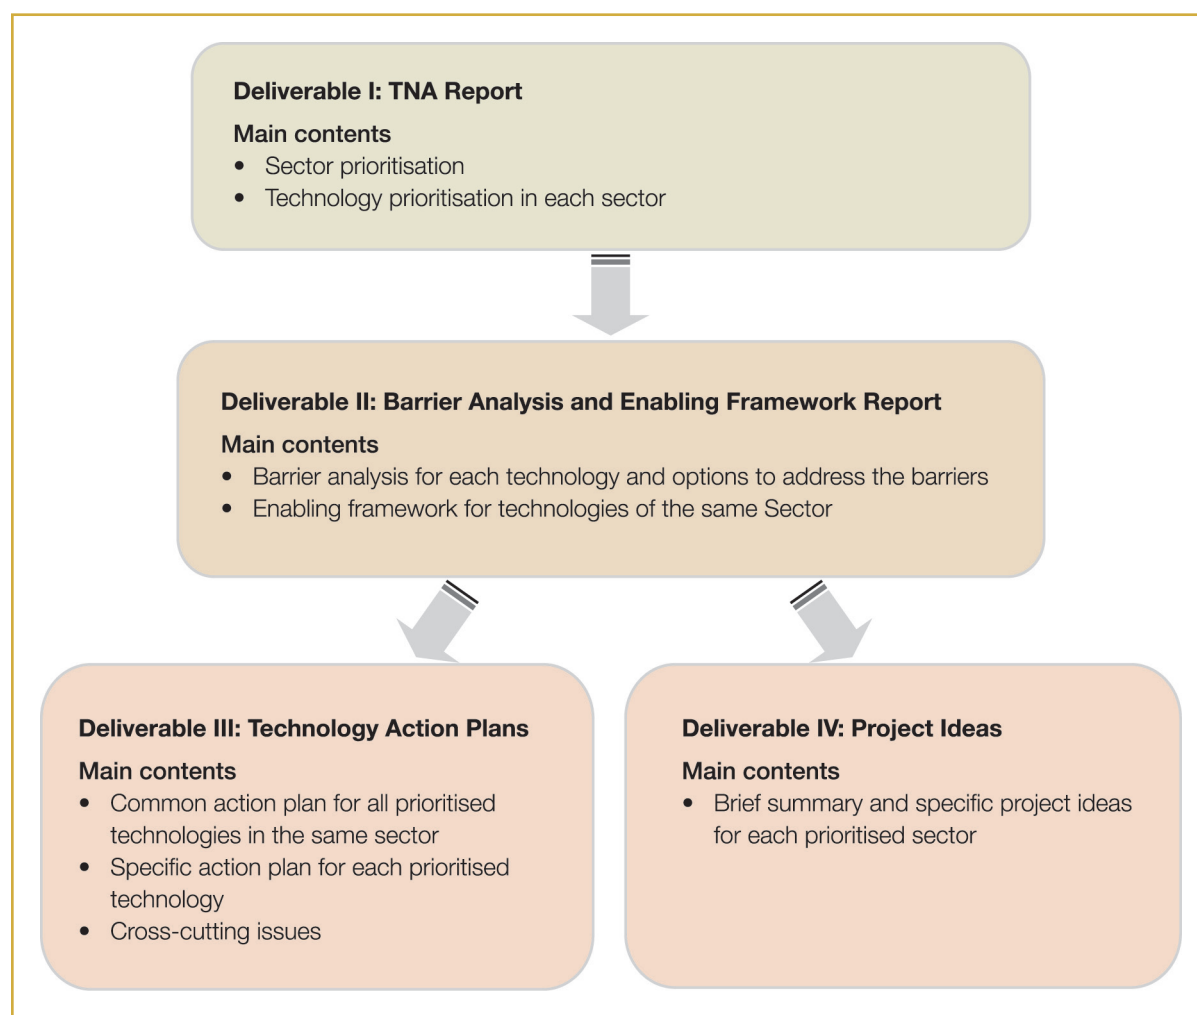 Deliverable I: TNA Report
Main contents
• Sector prioritisation
• Technology prioritisation in each sector
Deliverable II: Barrier Analysis and Enabling Framework Report
Main contents
• Barrier analysis for each technology and options to address the barriers
• Enabling framework for technologies of the same Sector
Deliverable III: Technology Action Plans
Main contents
• Common action plan for all prioritised
technologies in the same sector
• Specific action plan for each prioritised
technology
• Cross-cutting issues
Deliverable IV: Project Ideas
Main contents
• Brief summary and specific project ideas
for each prioritised sector